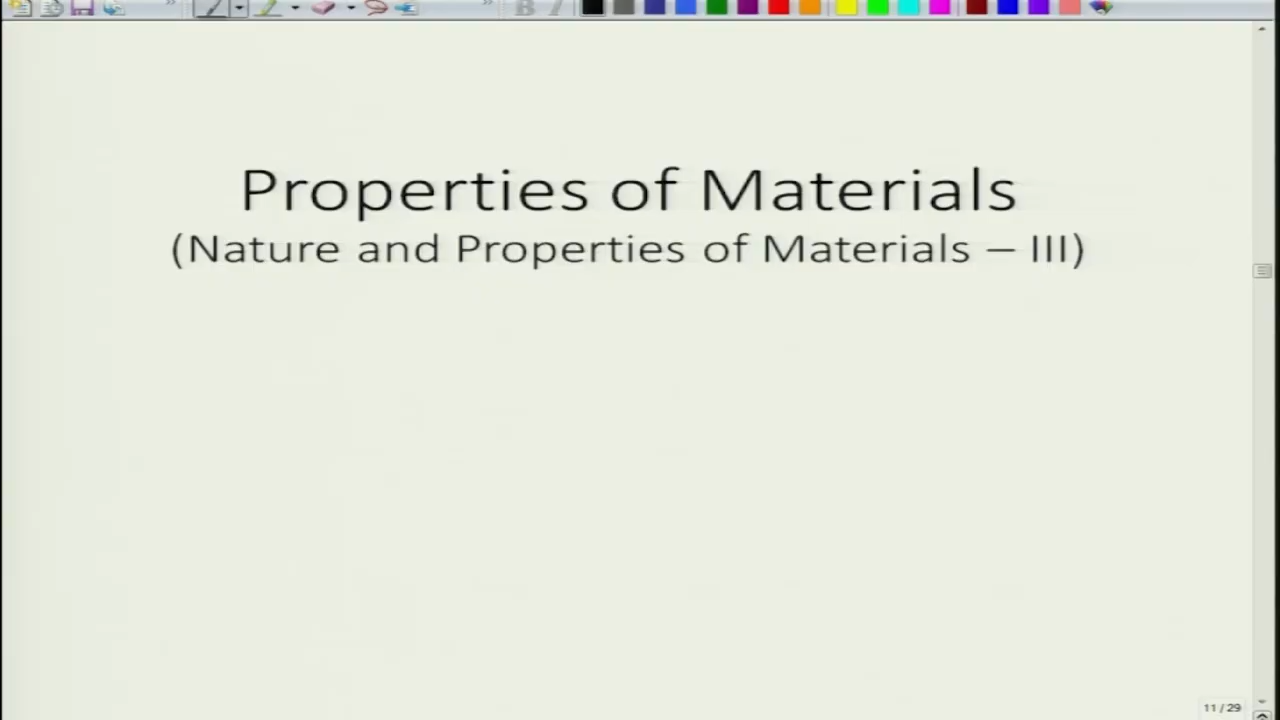 B I
Properties of Materials
(Nature and Properties of Materials – III)
11 / 29